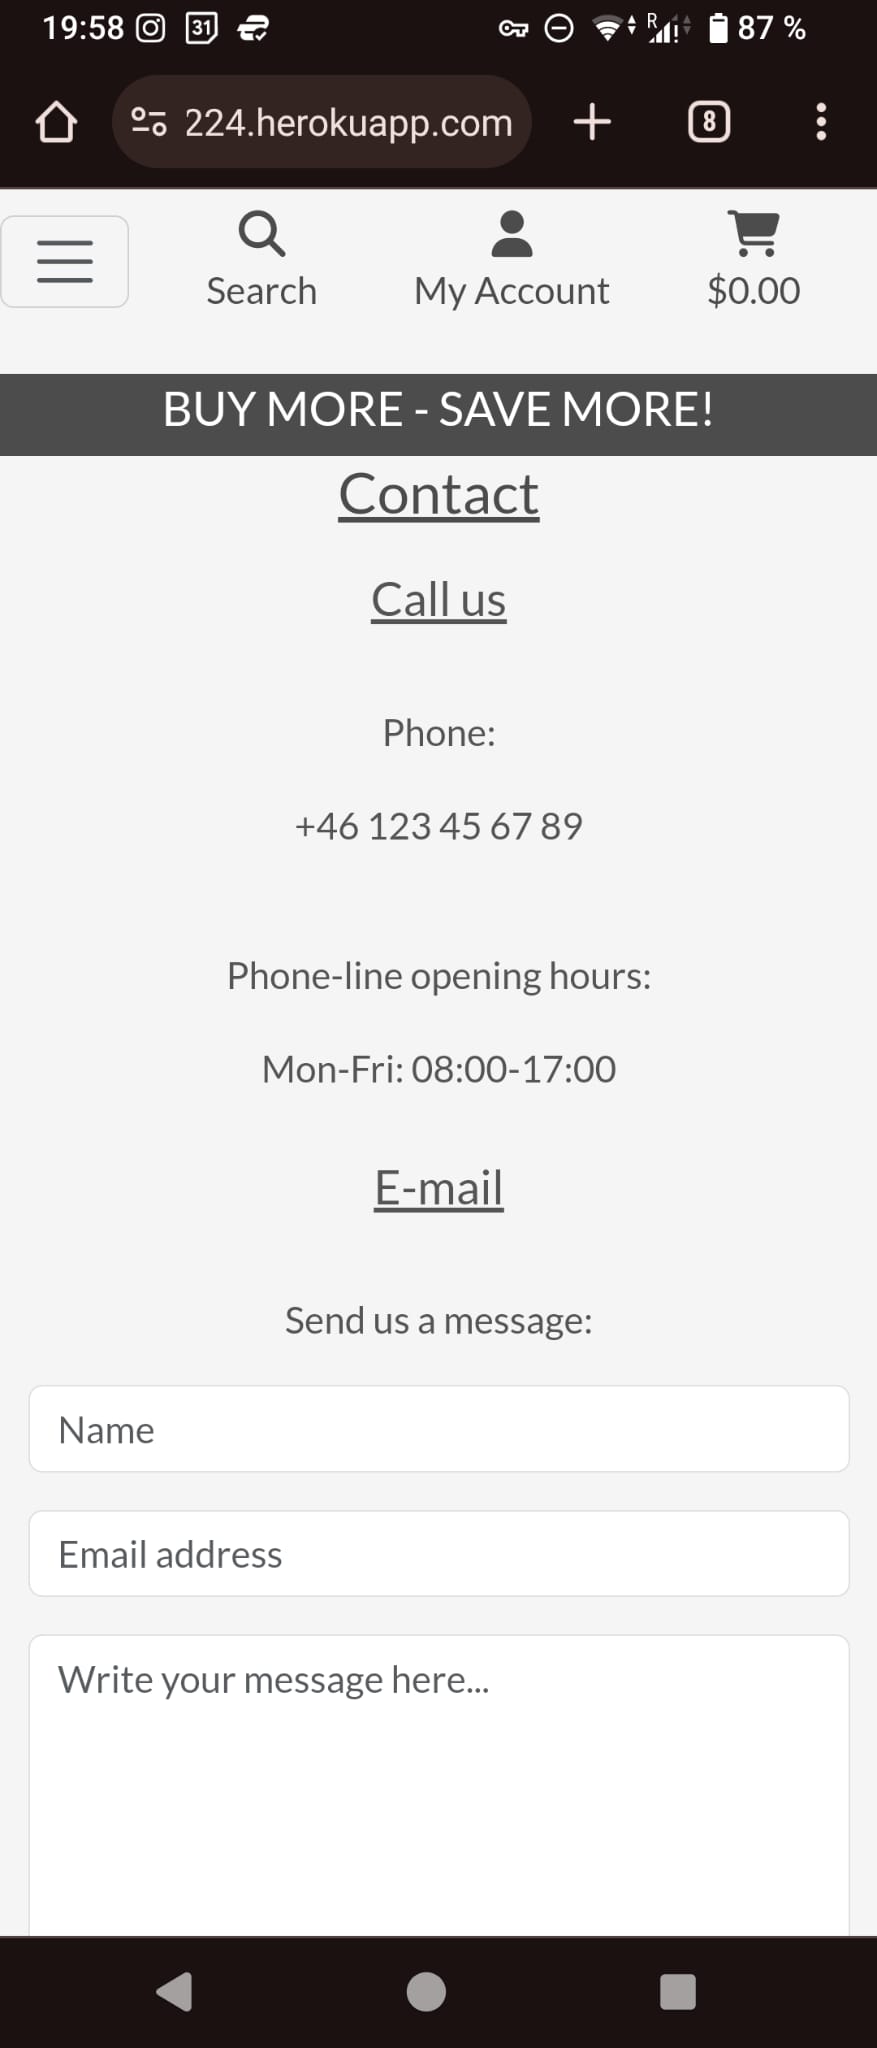 19:58 31 R 87 %
224.herokuapp.com 8
Search My Account $0.00
BUY MORE - SAVE MORE!
Contact
Call us
Phone:
+46 123 45 67 89
Phone-line opening hours:
Mon-Fri: 08:00-17:00
E-mail
Send us a message:
Name
Email address
Write your message here...